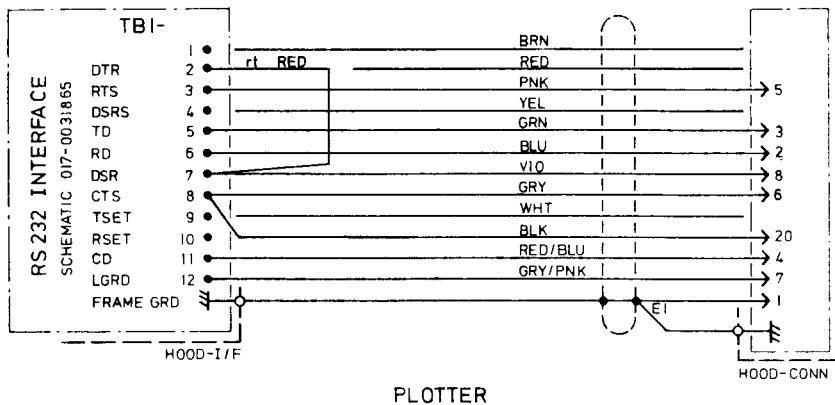 TB1-
RS232 INTERFACE
SCHEMATIC 017-0031865
1 BRN
DTR 2 rt RED RED
RTS 3 PNK 5
DSRS 4 YEL
TD 5 GRN 3
RD 6 BLU 2
DSR 7 VIO 8
CTS 8 GRY 6
TSET 9 WHT
RSET 10 BLK 20
CD 11 RED/BLU 4
LGRD 12 GRY/PNK 7
FRAME GRD 1
E1
HOOD-I/F
HOOD-CONN
PLOTTER